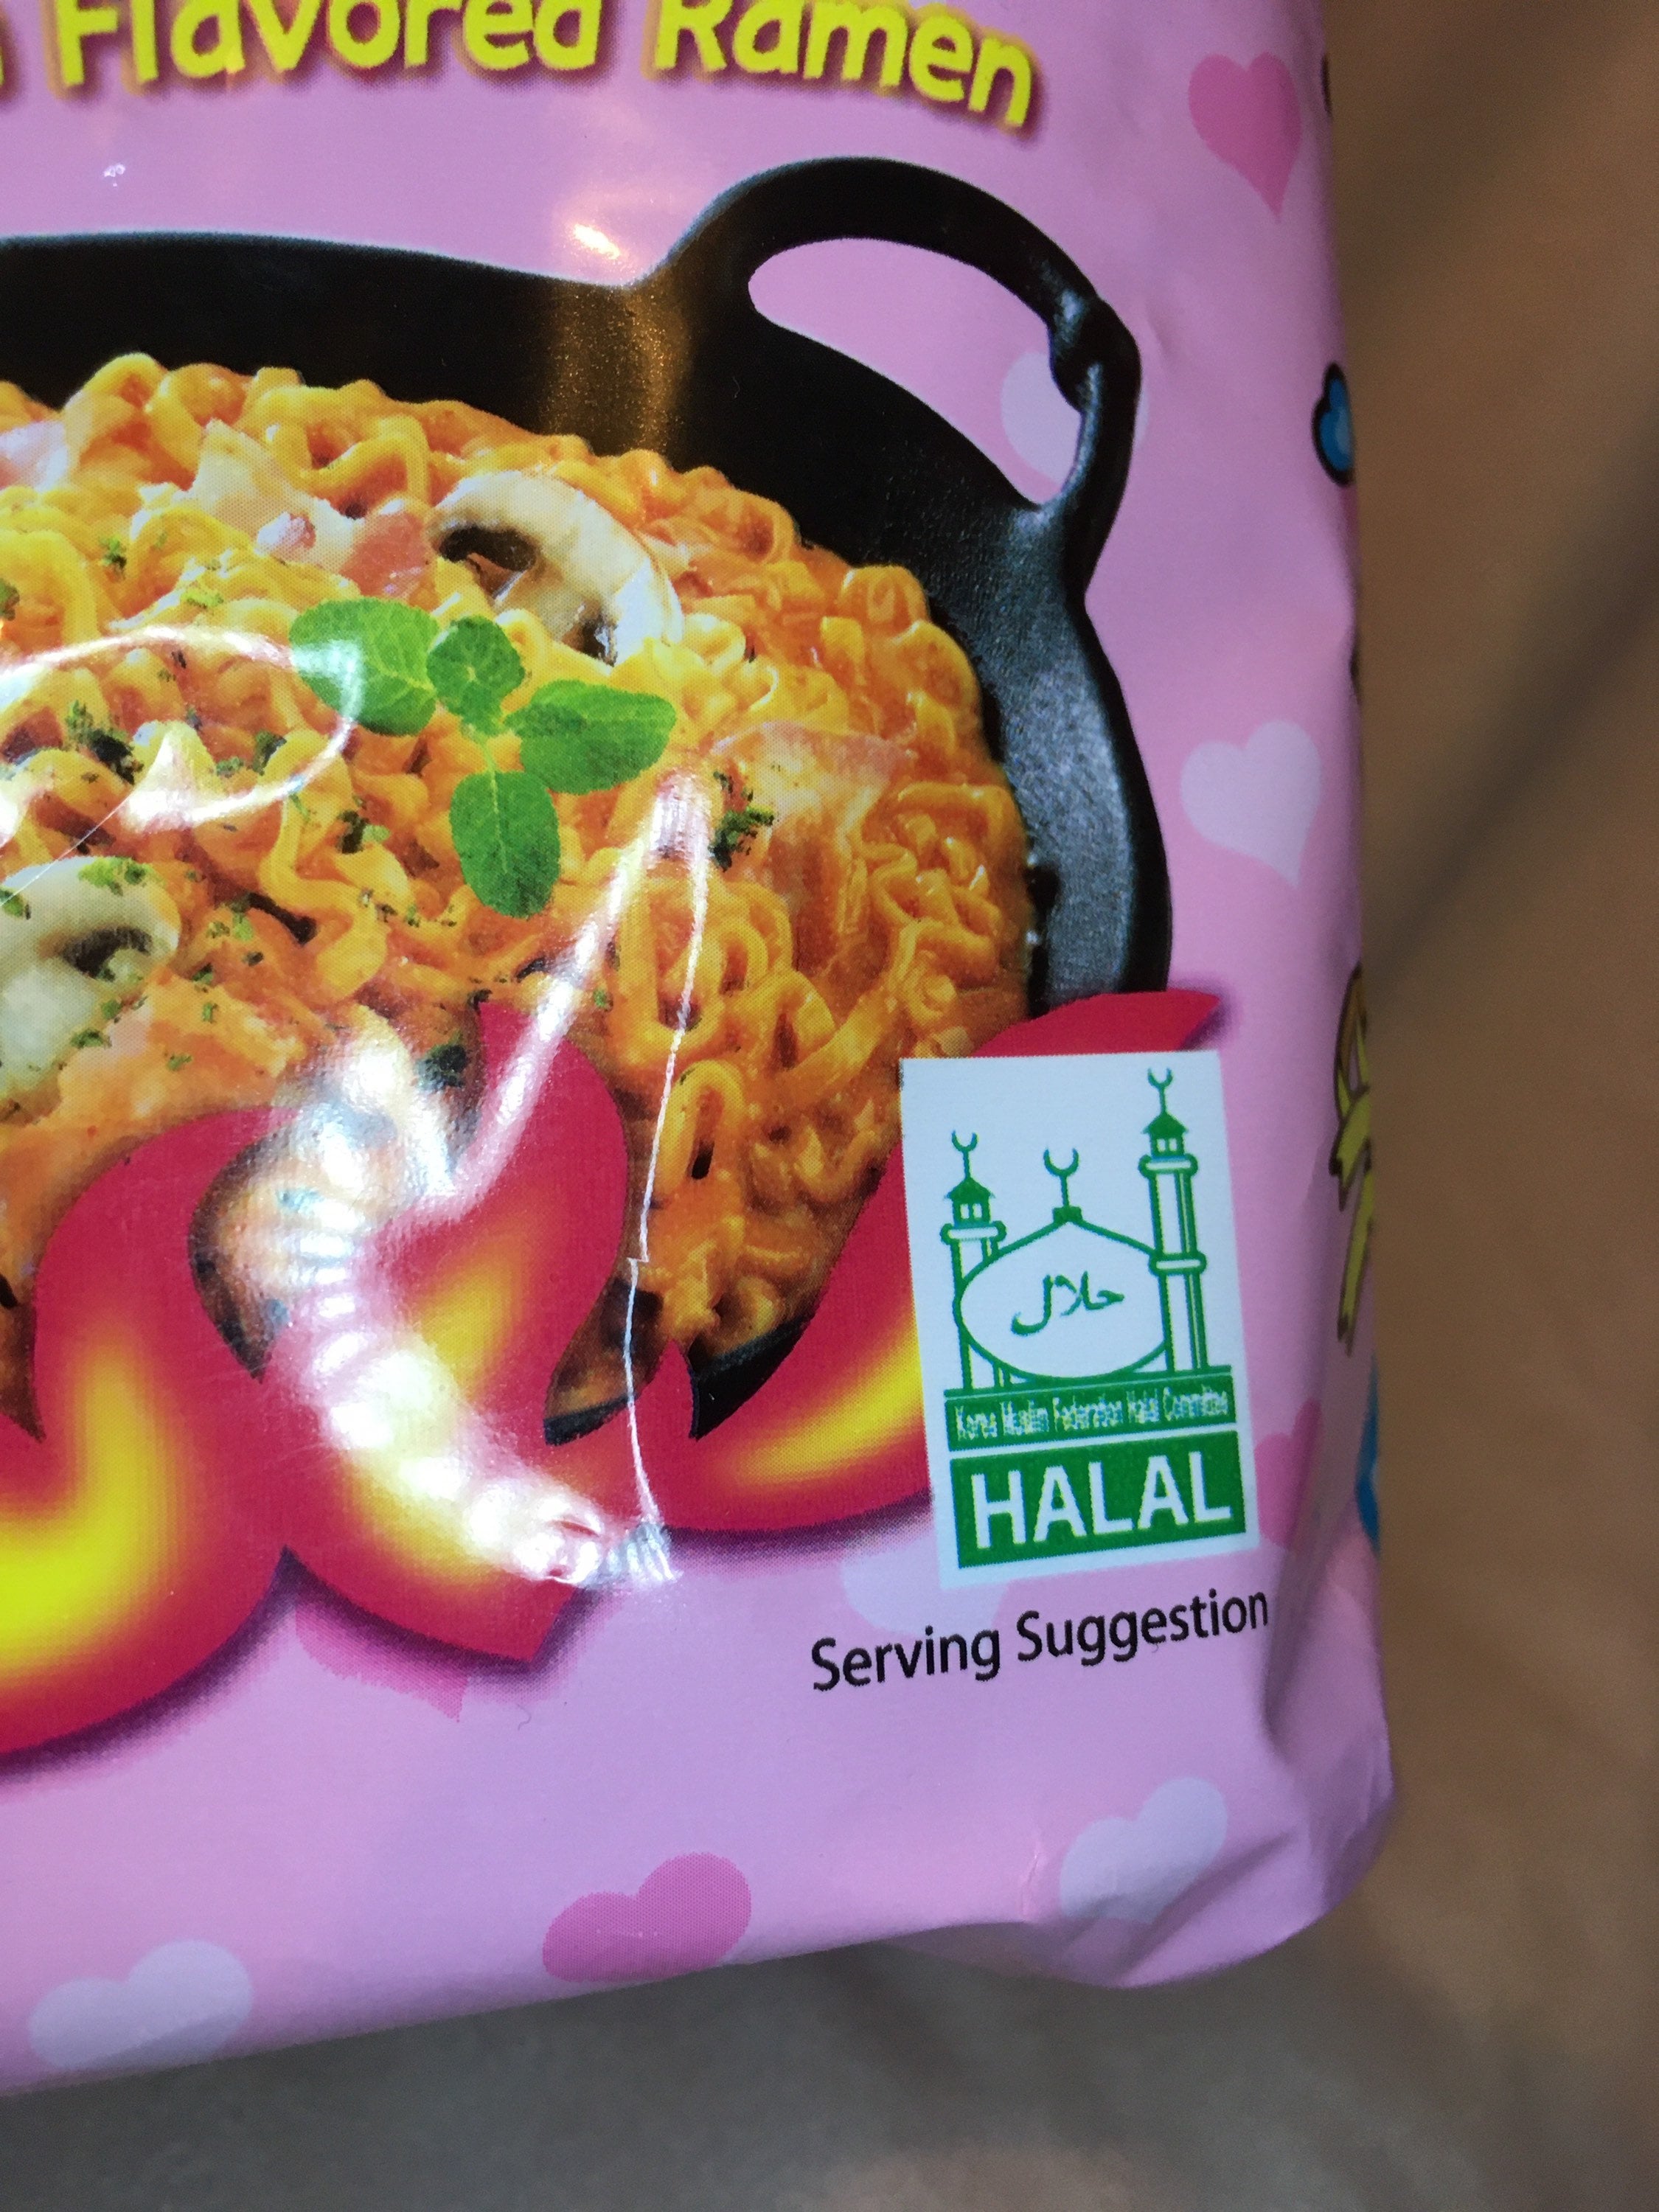 Flavored Ramen
حلال
Korea Muslim Federation Halal Committee
HALAL
Serving Suggestion